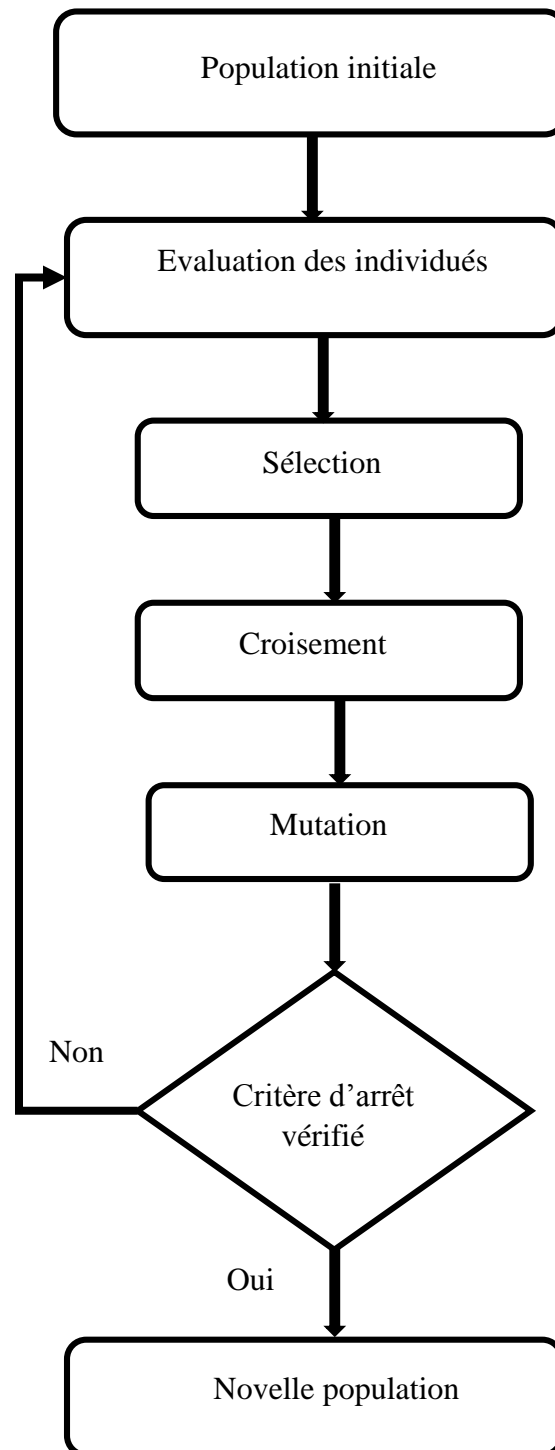 Population initiale
Evaluation des individués
Sélection
Croisement
Mutation
Non
Critère d’arrêt
vérifié
Oui
Novelle population